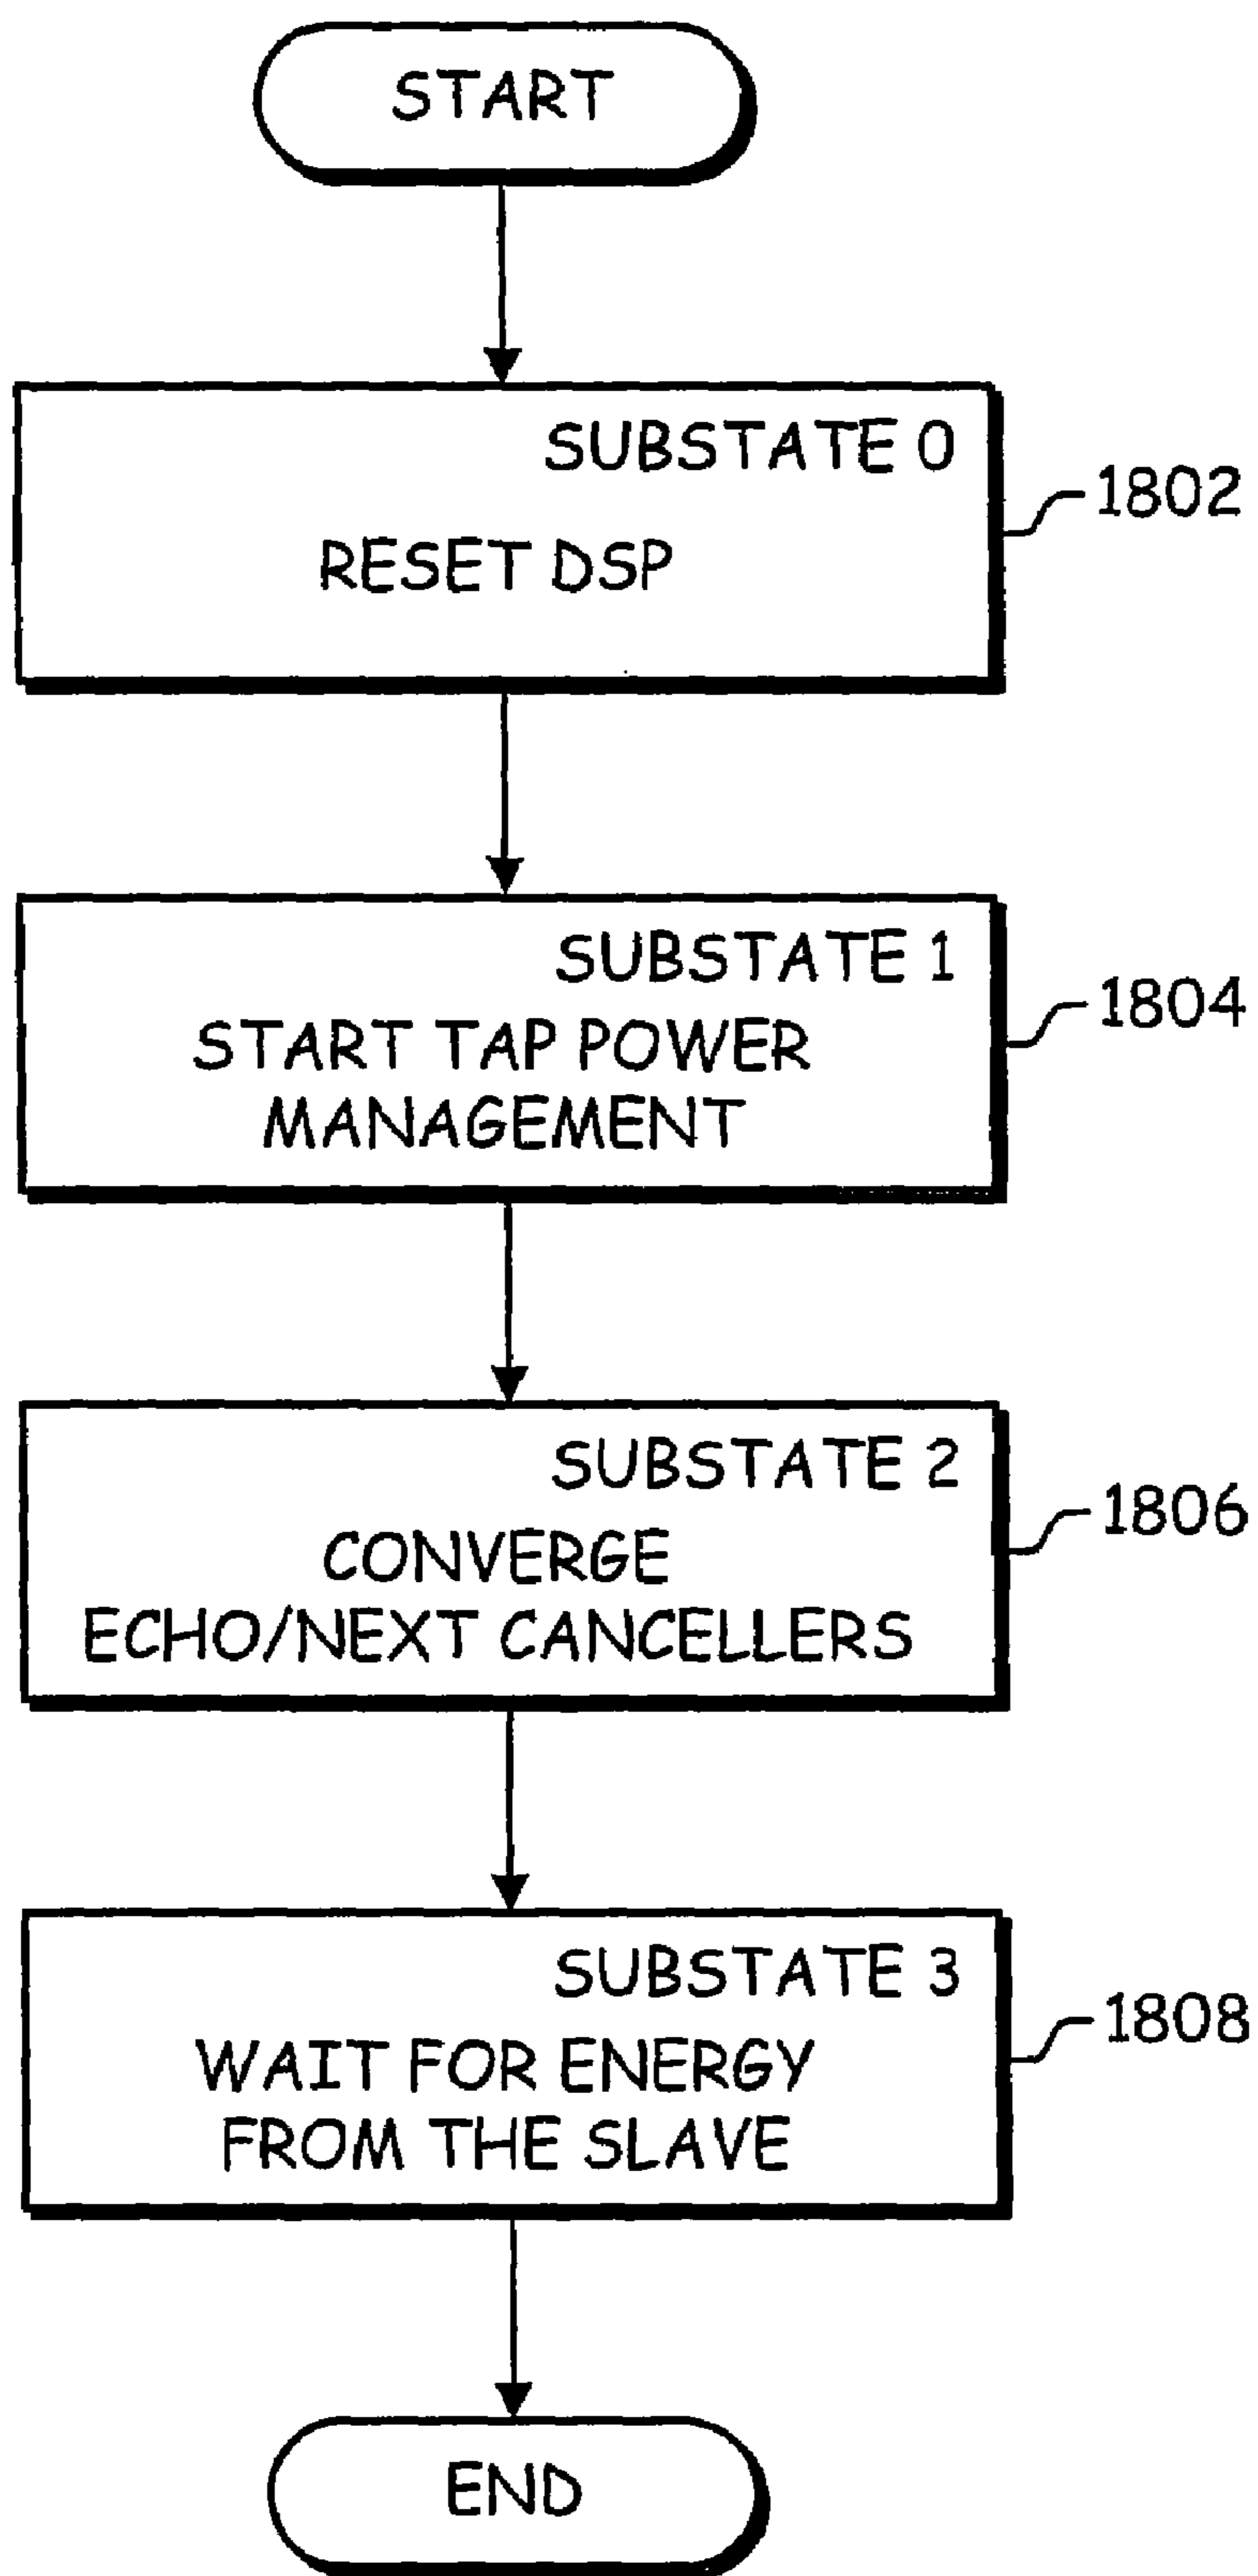 START
SUBSTATE 0
1802
RESET DSP
SUBSTATE 1
1804
START TAP POWER
MANAGEMENT
SUBSTATE 2
1806
CONVERGE
ECHO/NEXT CANCELLERS
SUBSTATE 3
1808
WAIT FOR ENERGY
FROM THE SLAVE
END